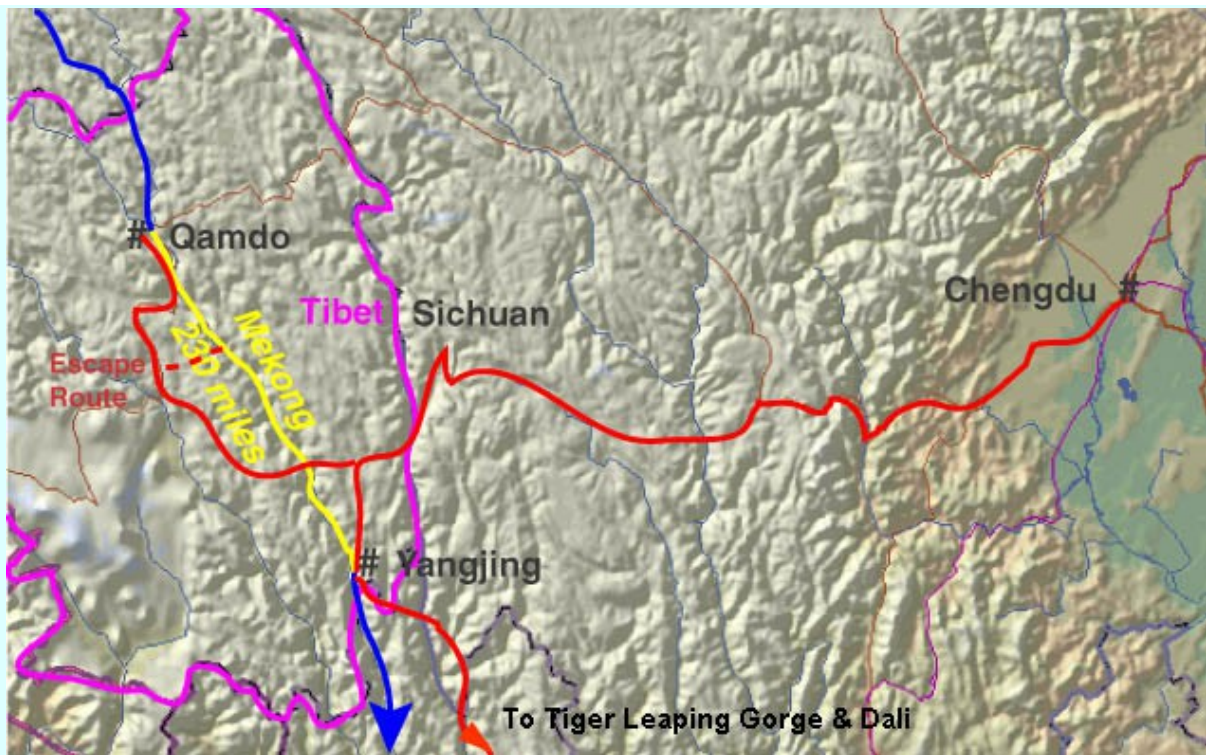 # Qamdo
Chengdu #
Tibet Sichuan
Mekong
230 miles
Escape
Route
# Yangjing
To Tiger Leaping Gorge & Dali